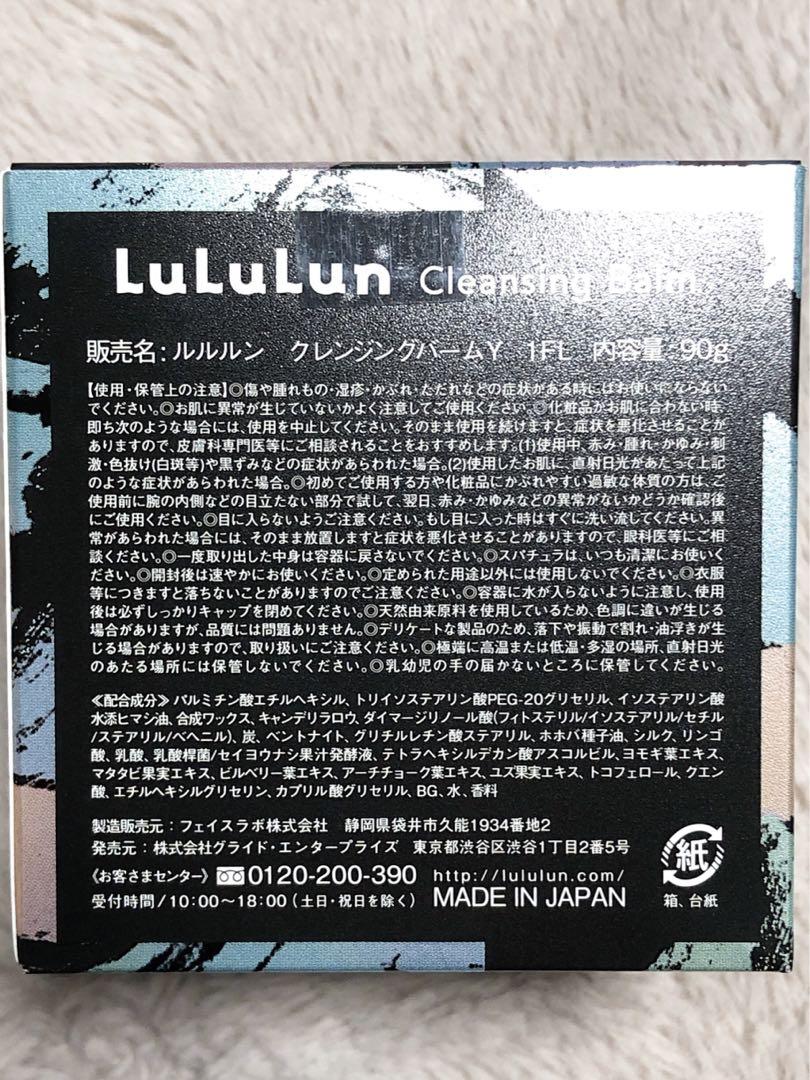 LuLuLun Cleansing Balm
販売名:ルルルン クレンジングバームY 1FL 内容量 90g
【使用・保管上の注意】◎傷や腫れもの・湿疹・かぶれ・ただれなどの症状がある時にはお使いにならない
でください。◎お肌に異常が生じていないかよく注意してご使用ください。◎化粧品がお肌に合わない時、
即ち次のような場合には、使用を中止してください。そのまま使用を続けますと、症状を悪化させることが
ありますので、皮膚科専門医等にご相談されることをおすすめします。(1)使用中、赤み・腫れ・かゆみ・刺
激・色抜け(白斑等)や黒ずみなどの症状があらわれた場合。(2)使用したお肌に、直射日光があたって上記
のような症状があらわれた場合。◎初めてご使用する方や化粧品にかぶれやすい過敏な体質の方は、ご
使用前に腕の内側などの目立たない部分で試して、翌日、赤み・かゆみなどの異常がないかどうか確認後
にご使用ください。◎目に入らないようご注意ください。もし目に入った時はすぐに洗い流してください。異
常があらわれた場合には、そのまま放置しますと症状を悪化させることがありますので、眼科医等にご相
談ください。◎一度取り出した中身は容器に戻さないでください。◎スパチュラは、いつも清潔にお使いく
ださい。◎開封後は速やかにお使いください。◎定められた用途以外には使用しないでください。◎衣服
等につきますと落ちないことがありますのでご注意ください。◎容器に水が入らないように注意し、使用
後は必ずしっかりキャップを閉めてください。◎天然由来原料を使用しているため、色調に違いが生じる
場合がありますが、品質には問題ありません。◎デリケートな製品のため、落下や振動で割れ・油浮きが生
じる場合がありますので、取り扱いにご注意ください。◎極端に高温または低温・多湿の場所、直射日光
のあたる場所には保管しないでください。◎乳幼児の手の届かないところに保管してください。
≪配合成分≫パルミチン酸エチルヘキシル、トリイソステアリン酸PEG-20グリセリル、イソステアリン酸
水添ヒマシ油、合成ワックス、キャンデリラロウ、ダイマージリノール酸(フィトステリル/イソステアリル/セチル
/ステアリル/ベヘニル)、炭、ベントナイト、グリチルレチン酸ステアリル、ホホバ種子油、シルク、リンゴ
酸、乳酸、乳酸桿菌/セイヨウナシ果汁発酵液、テトラヘキシルデカン酸アスコルビル、ヨモギ葉エキス、
マタタビ果実エキス、ビルベリー葉エキス、アーチチョーク葉エキス、ユズ果実エキス、トコフェロール、クエン
酸、エチルヘキシルグリセリン、カプリル酸グリセリル、BG、水、香料
製造販売元:フェイスラボ株式会社 静岡県袋井市久能1934番地2
発売元:株式会社グライド・エンタープライズ 東京都渋谷区渋谷1丁目2番5号
《お客さまセンター》0120-200-390 http://lululun.com/
受付時間/10:00〜18:00(土日・祝日を除く) MADE IN JAPAN
紙
箱、台紙